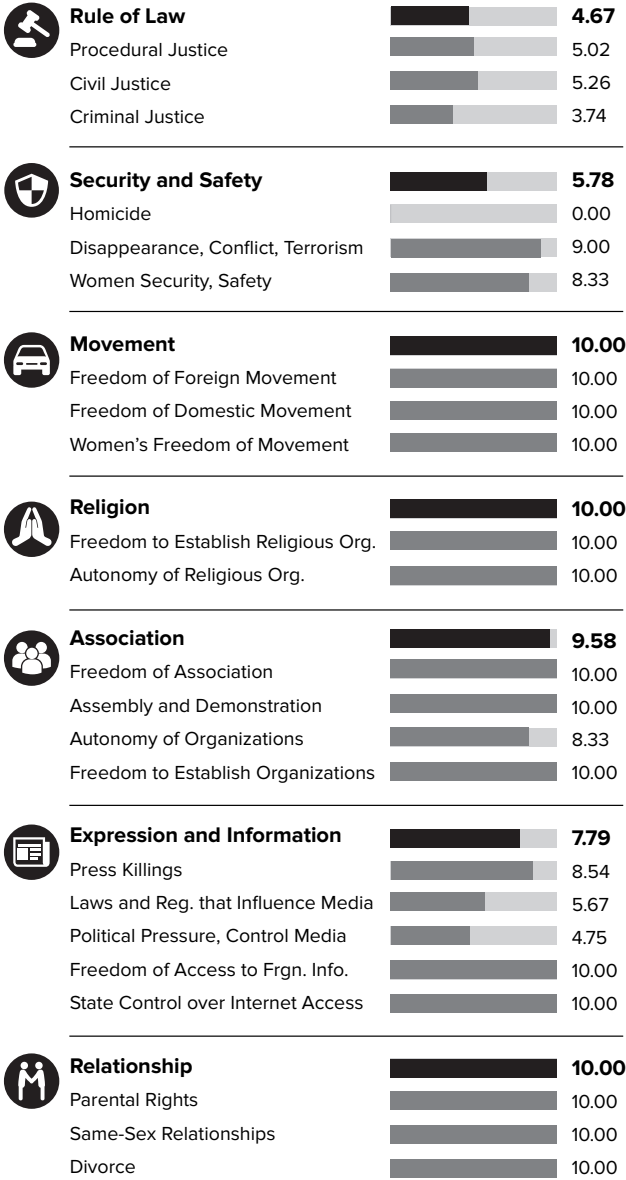 Rule of Law 4.67
Procedural Justice 5.02
Civil Justice 5.26
Criminal Justice 3.74
Security and Safety 5.78
Homicide 0.00
Disappearance, Conflict, Terrorism 9.00
Women Security, Safety 8.33
Movement 10.00
Freedom of Foreign Movement 10.00
Freedom of Domestic Movement 10.00
Women’s Freedom of Movement 10.00
Religion 10.00
Freedom to Establish Religious Org. 10.00
Autonomy of Religious Org. 10.00
Association 9.58
Freedom of Association 10.00
Assembly and Demonstration 10.00
Autonomy of Organizations 8.33
Freedom to Establish Organizations 10.00
Expression and Information 7.79
Press Killings 8.54
Laws and Reg. that Influence Media 5.67
Political Pressure, Control Media 4.75
Freedom of Access to Frgn. Info. 10.00
State Control over Internet Access 10.00
Relationship 10.00
Parental Rights 10.00
Same-Sex Relationships 10.00
Divorce 10.00